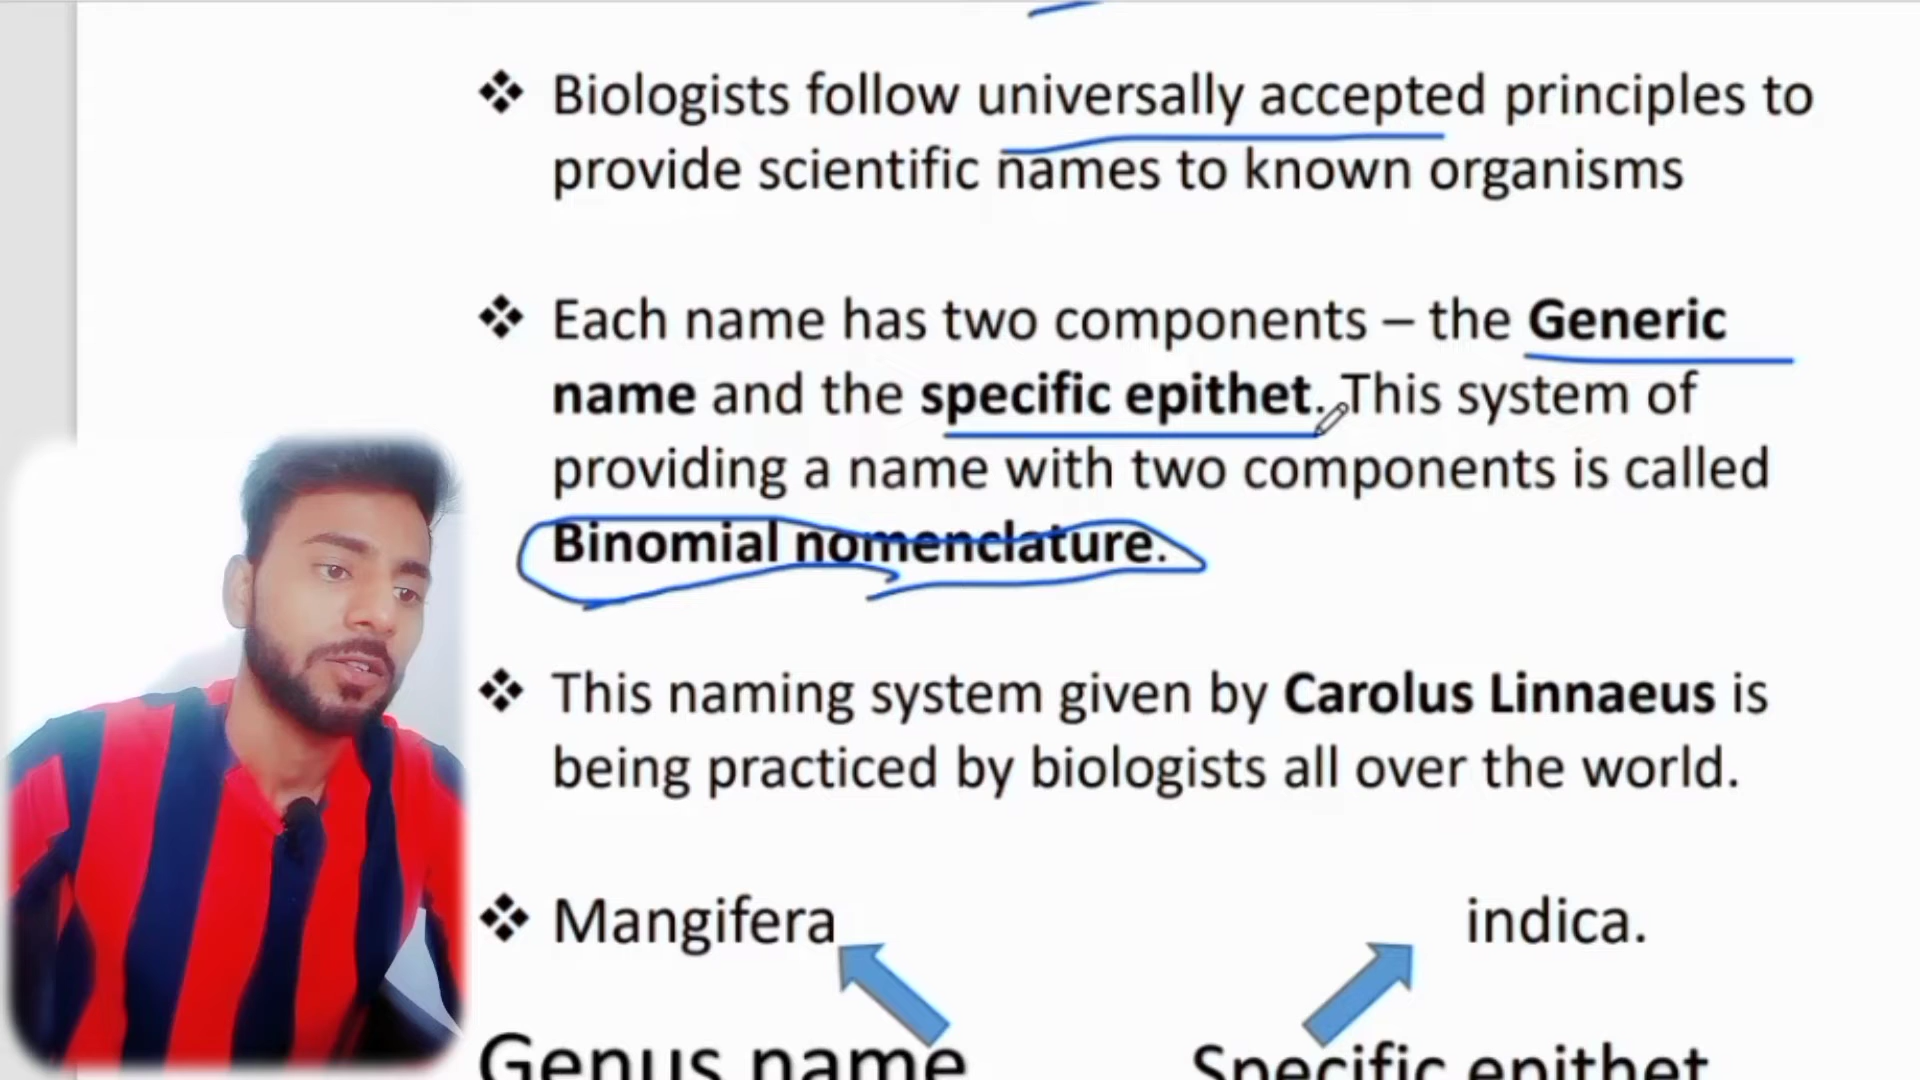 ❖ Biologists follow universally accepted principles to
provide scientific names to known organisms
❖ Each name has two components – the Generic
name and the specific epithet. This system of
providing a name with two components is called
Binomial nomenclature.
❖ This naming system given by Carolus Linnaeus is
being practiced by biologists all over the world.
❖ Mangifera indica.
Genus name Specific epithet